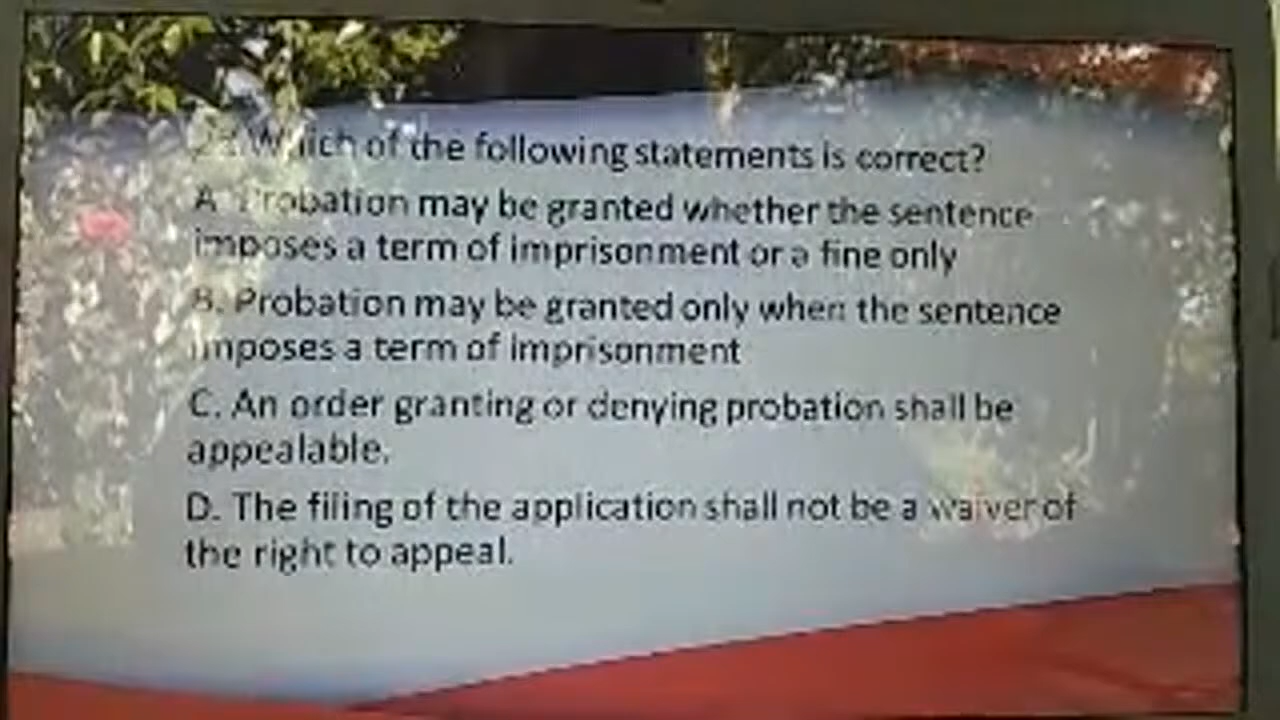 Which of the following statements is correct?
A. Probation may be granted whether the sentence
imposes a term of imprisonment or a fine only
B. Probation may be granted only when the sentence
imposes a term of imprisonment
C. An order granting or denying probation shall be
appealable.
D. The filing of the application shall not be a waiver of
the right to appeal.